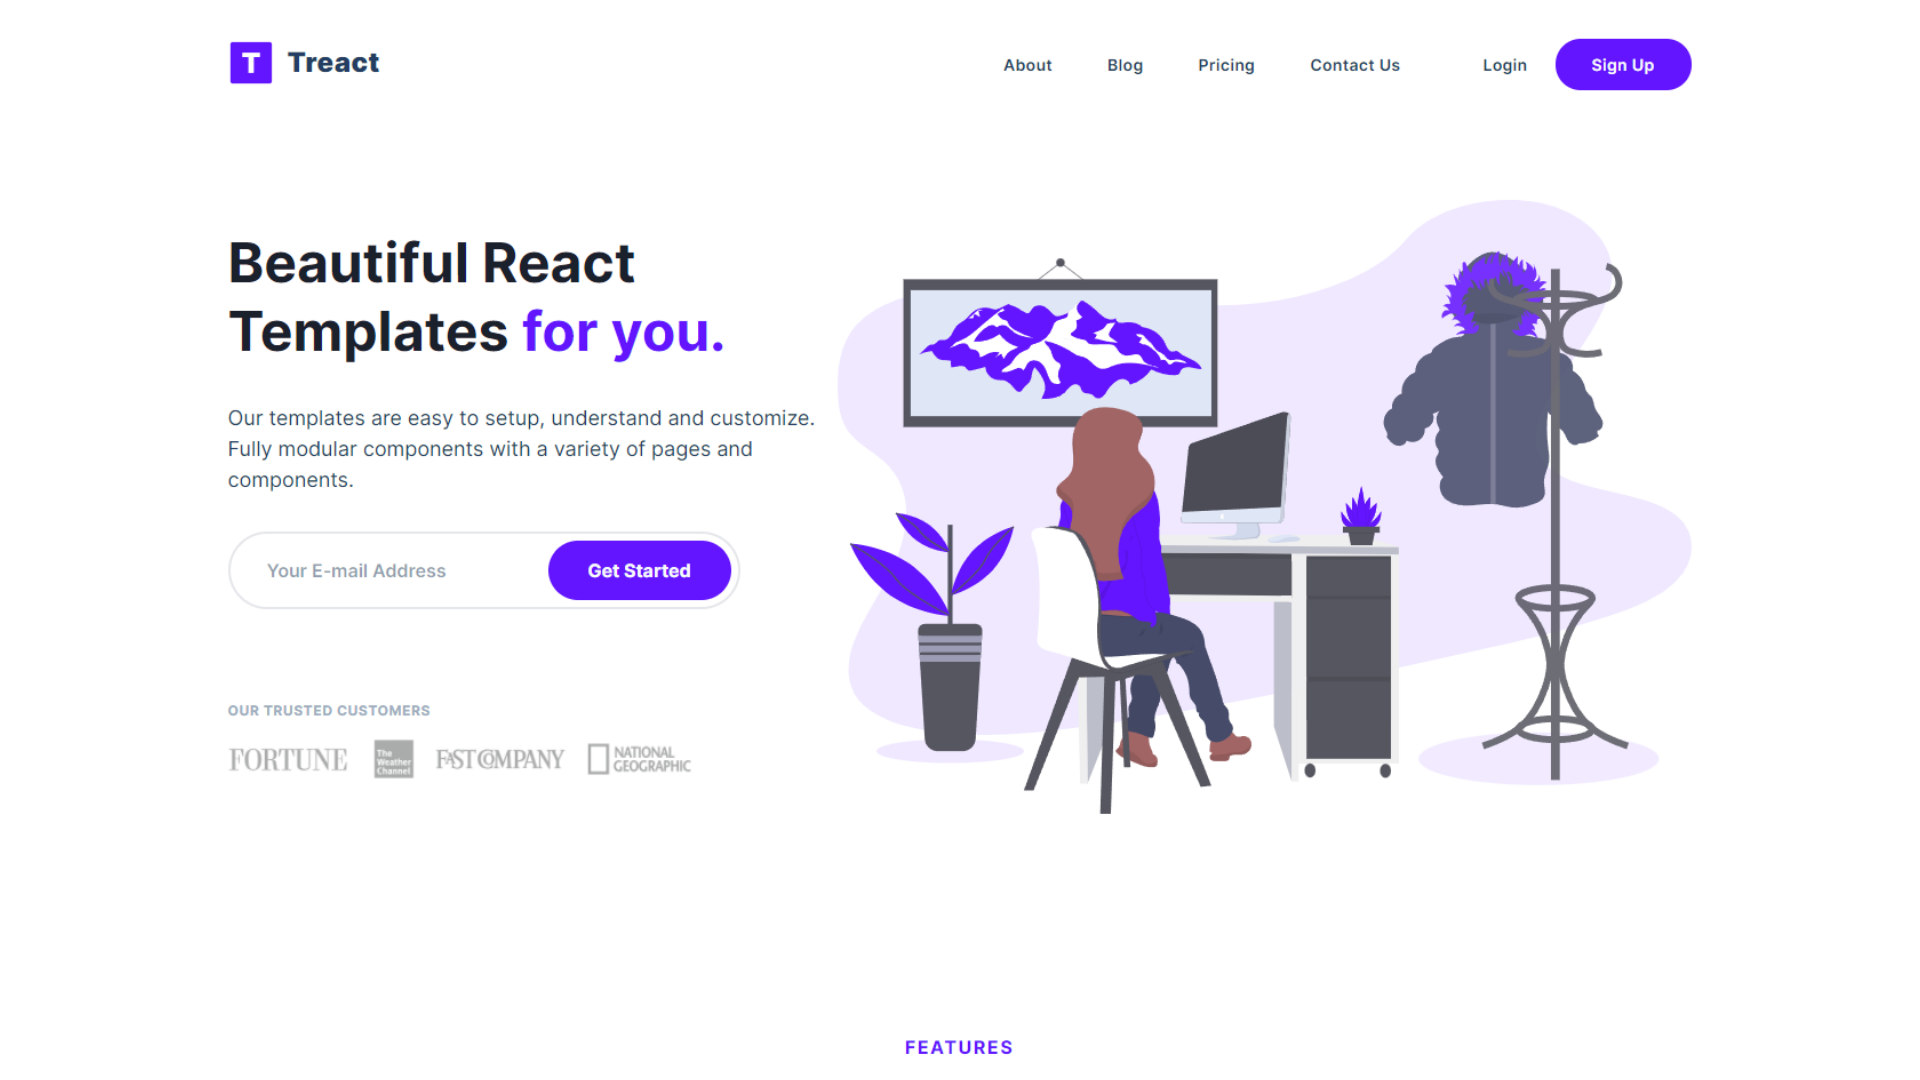 T Treact
About Blog Pricing Contact Us Login Sign Up
Beautiful React
Templates for you.
Our templates are easy to setup, understand and customize.
Fully modular components with a variety of pages and
components.
Your E-mail Address Get Started
OUR TRUSTED CUSTOMERS
FORTUNE
The
Weather
Channel
FAST COMPANY
NATIONAL
GEOGRAPHIC
FEATURES